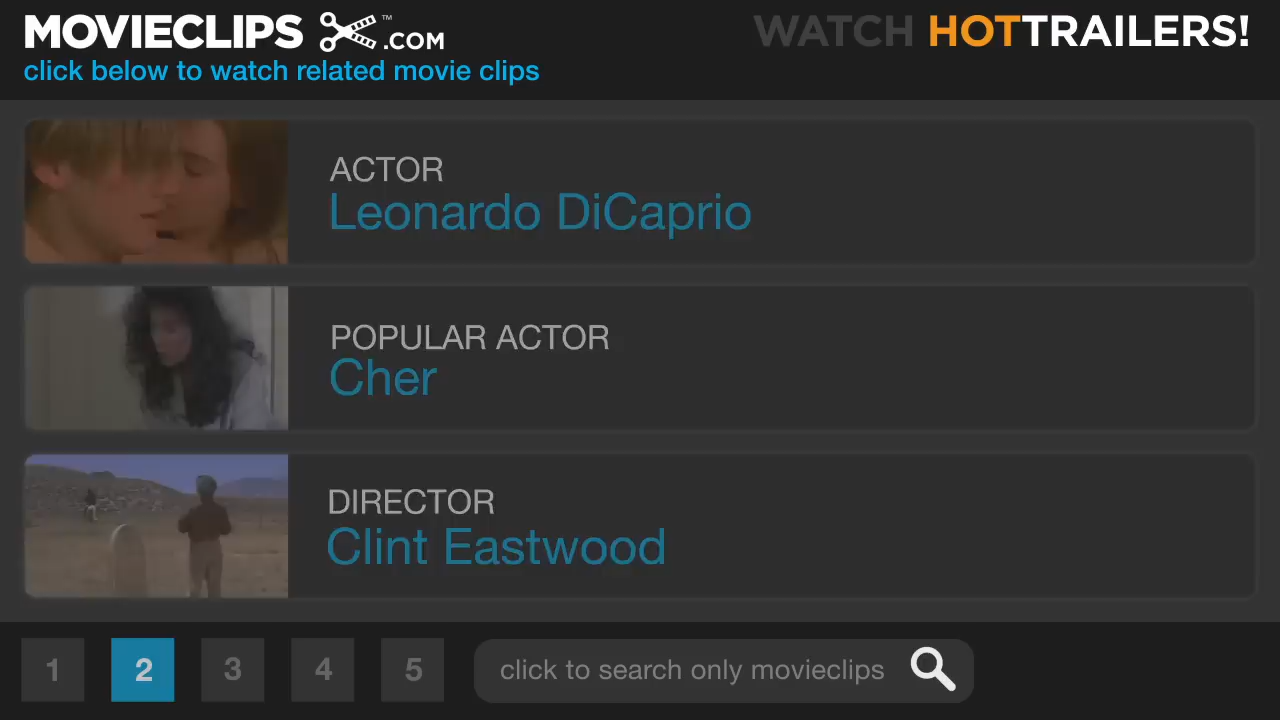 MOVIECLIPS ™ .COM
WATCH HOTTRAILERS!
click below to watch related movie clips
ACTOR
Leonardo DiCaprio
POPULAR ACTOR
Cher
DIRECTOR
Clint Eastwood
1 2 3 4 5 click to search only movieclips